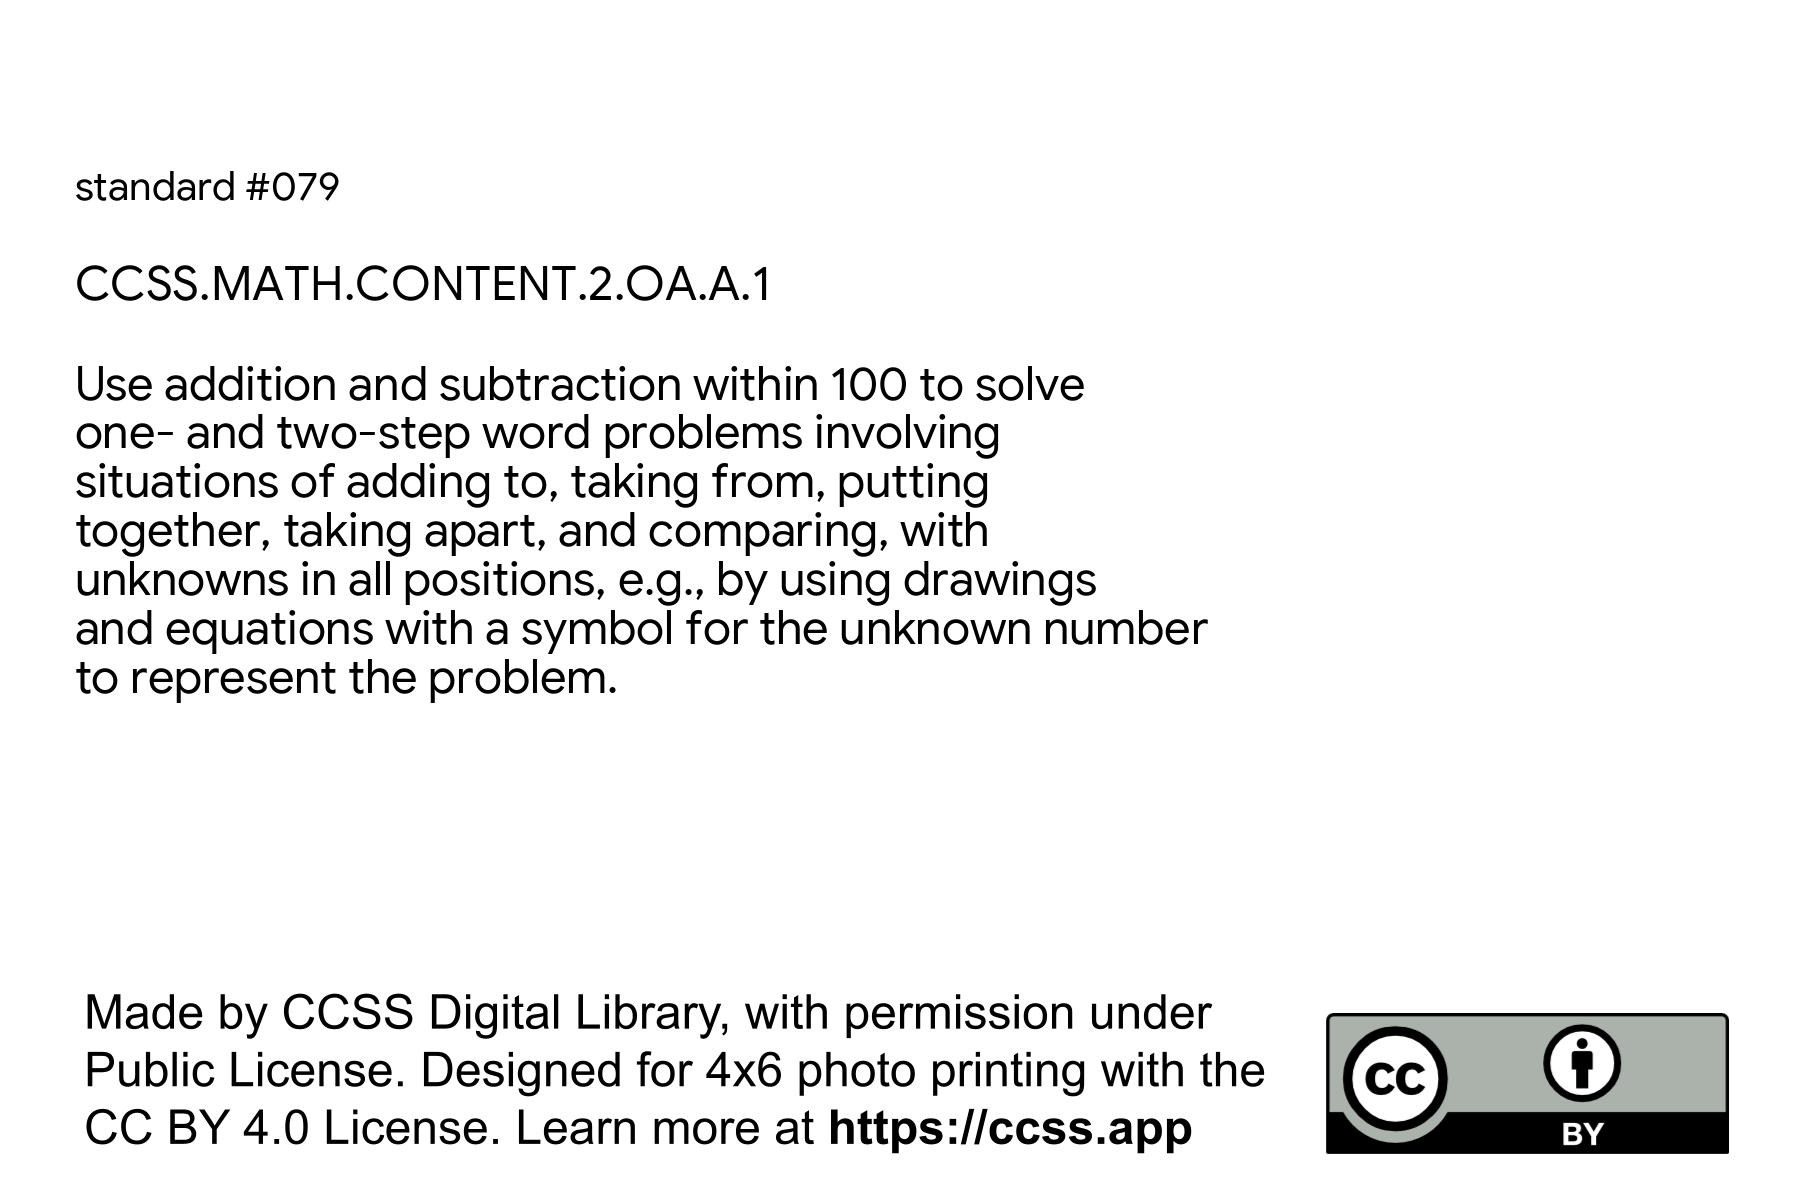 standard #079
CCSS.MATH.CONTENT.2.OA.A.1
Use addition and subtraction within 100 to solve
one- and two-step word problems involving
situations of adding to, taking from, putting
together, taking apart, and comparing, with
unknowns in all positions, e.g., by using drawings
and equations with a symbol for the unknown number
to represent the problem.
Made by CCSS Digital Library, with permission under
Public License. Designed for 4x6 photo printing with the
CC BY 4.0 License. Learn more at https://ccss.app
CC
BY